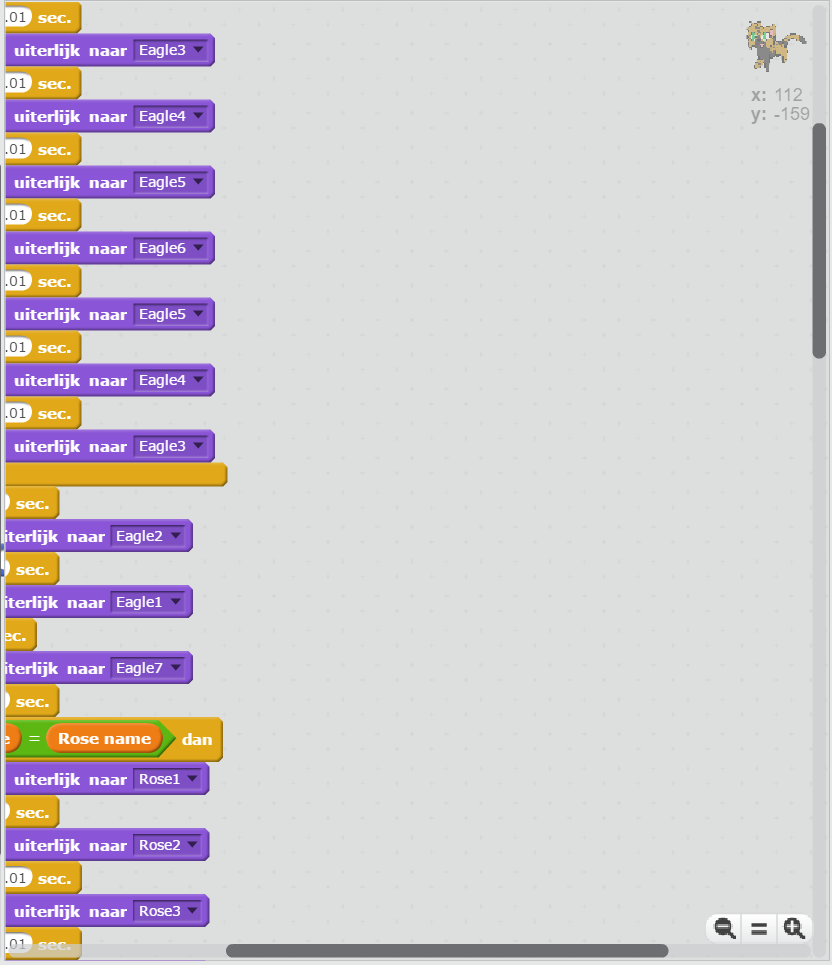 .01 sec.
uiterlijk naar Eagle3
.01 sec.
uiterlijk naar Eagle4
.01 sec.
uiterlijk naar Eagle5
.01 sec.
uiterlijk naar Eagle6
.01 sec.
uiterlijk naar Eagle5
.01 sec.
uiterlijk naar Eagle4
.01 sec.
uiterlijk naar Eagle3
sec.
iterlijk naar Eagle2
sec.
iterlijk naar Eagle1
ec.
iterlijk naar Eagle7
sec.
e = Rose name dan
uiterlijk naar Rose1
sec.
uiterlijk naar Rose2
.01 sec.
uiterlijk naar Rose3
.01 sec.
x: 112
y: -159